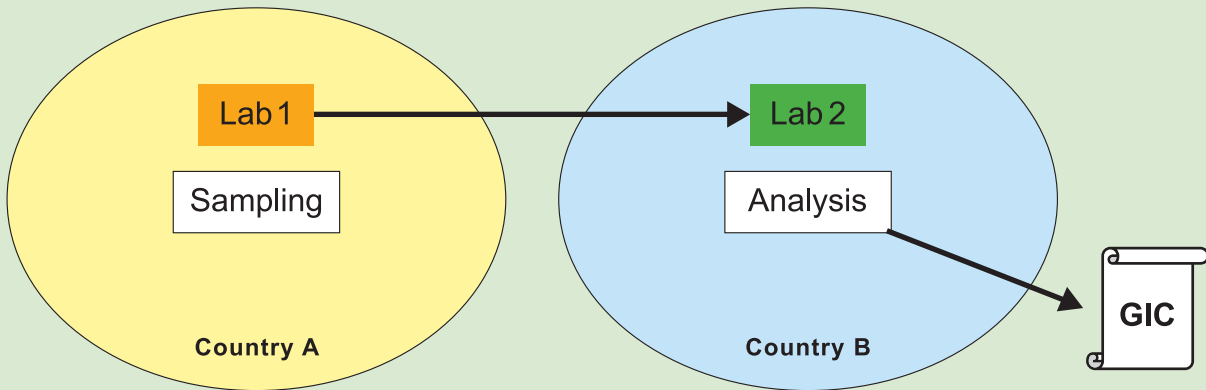 Lab 1
Lab 2
Sampling
Analysis
GIC
Country A
Country B